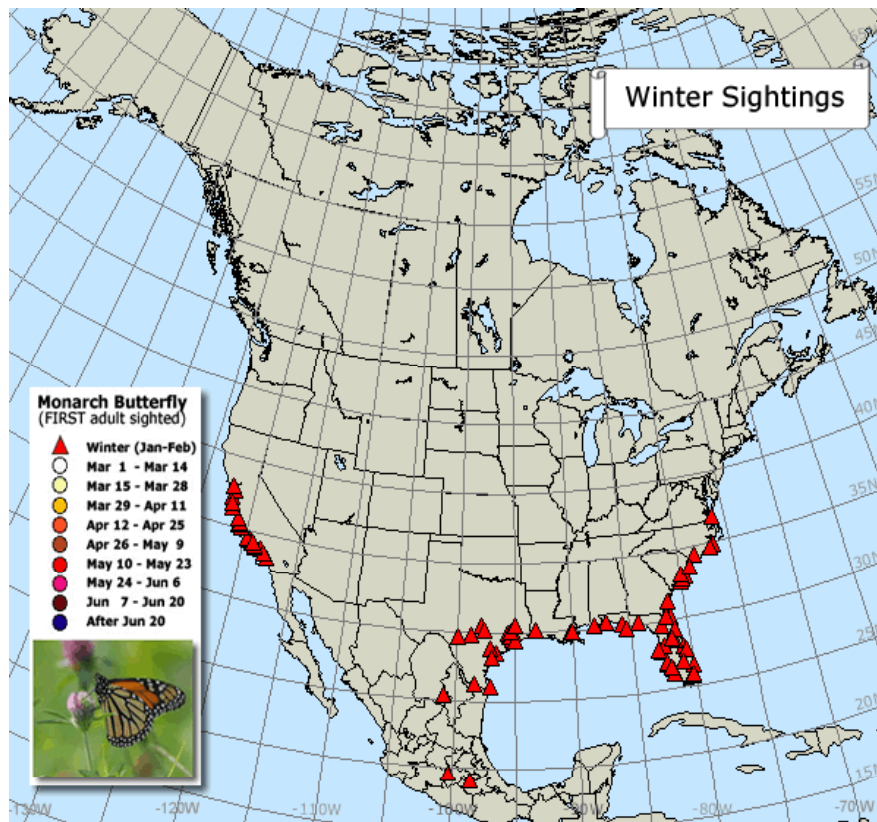 Winter Sightings
65
55N
50N
45N
40N
35N
30N
25N
20N
15N
Monarch Butterfly
(FIRST adult sighted)
Winter (Jan-Feb)
Mar 1 - Mar 14
Mar 15 - Mar 28
Mar 29 - Apr 11
Apr 12 - Apr 25
Apr 26 - May 9
May 10 - May 23
May 24 - Jun 6
Jun 7 - Jun 20
After Jun 20
-130W
-120W
-110W
-100W
-90W
-80W
-70W